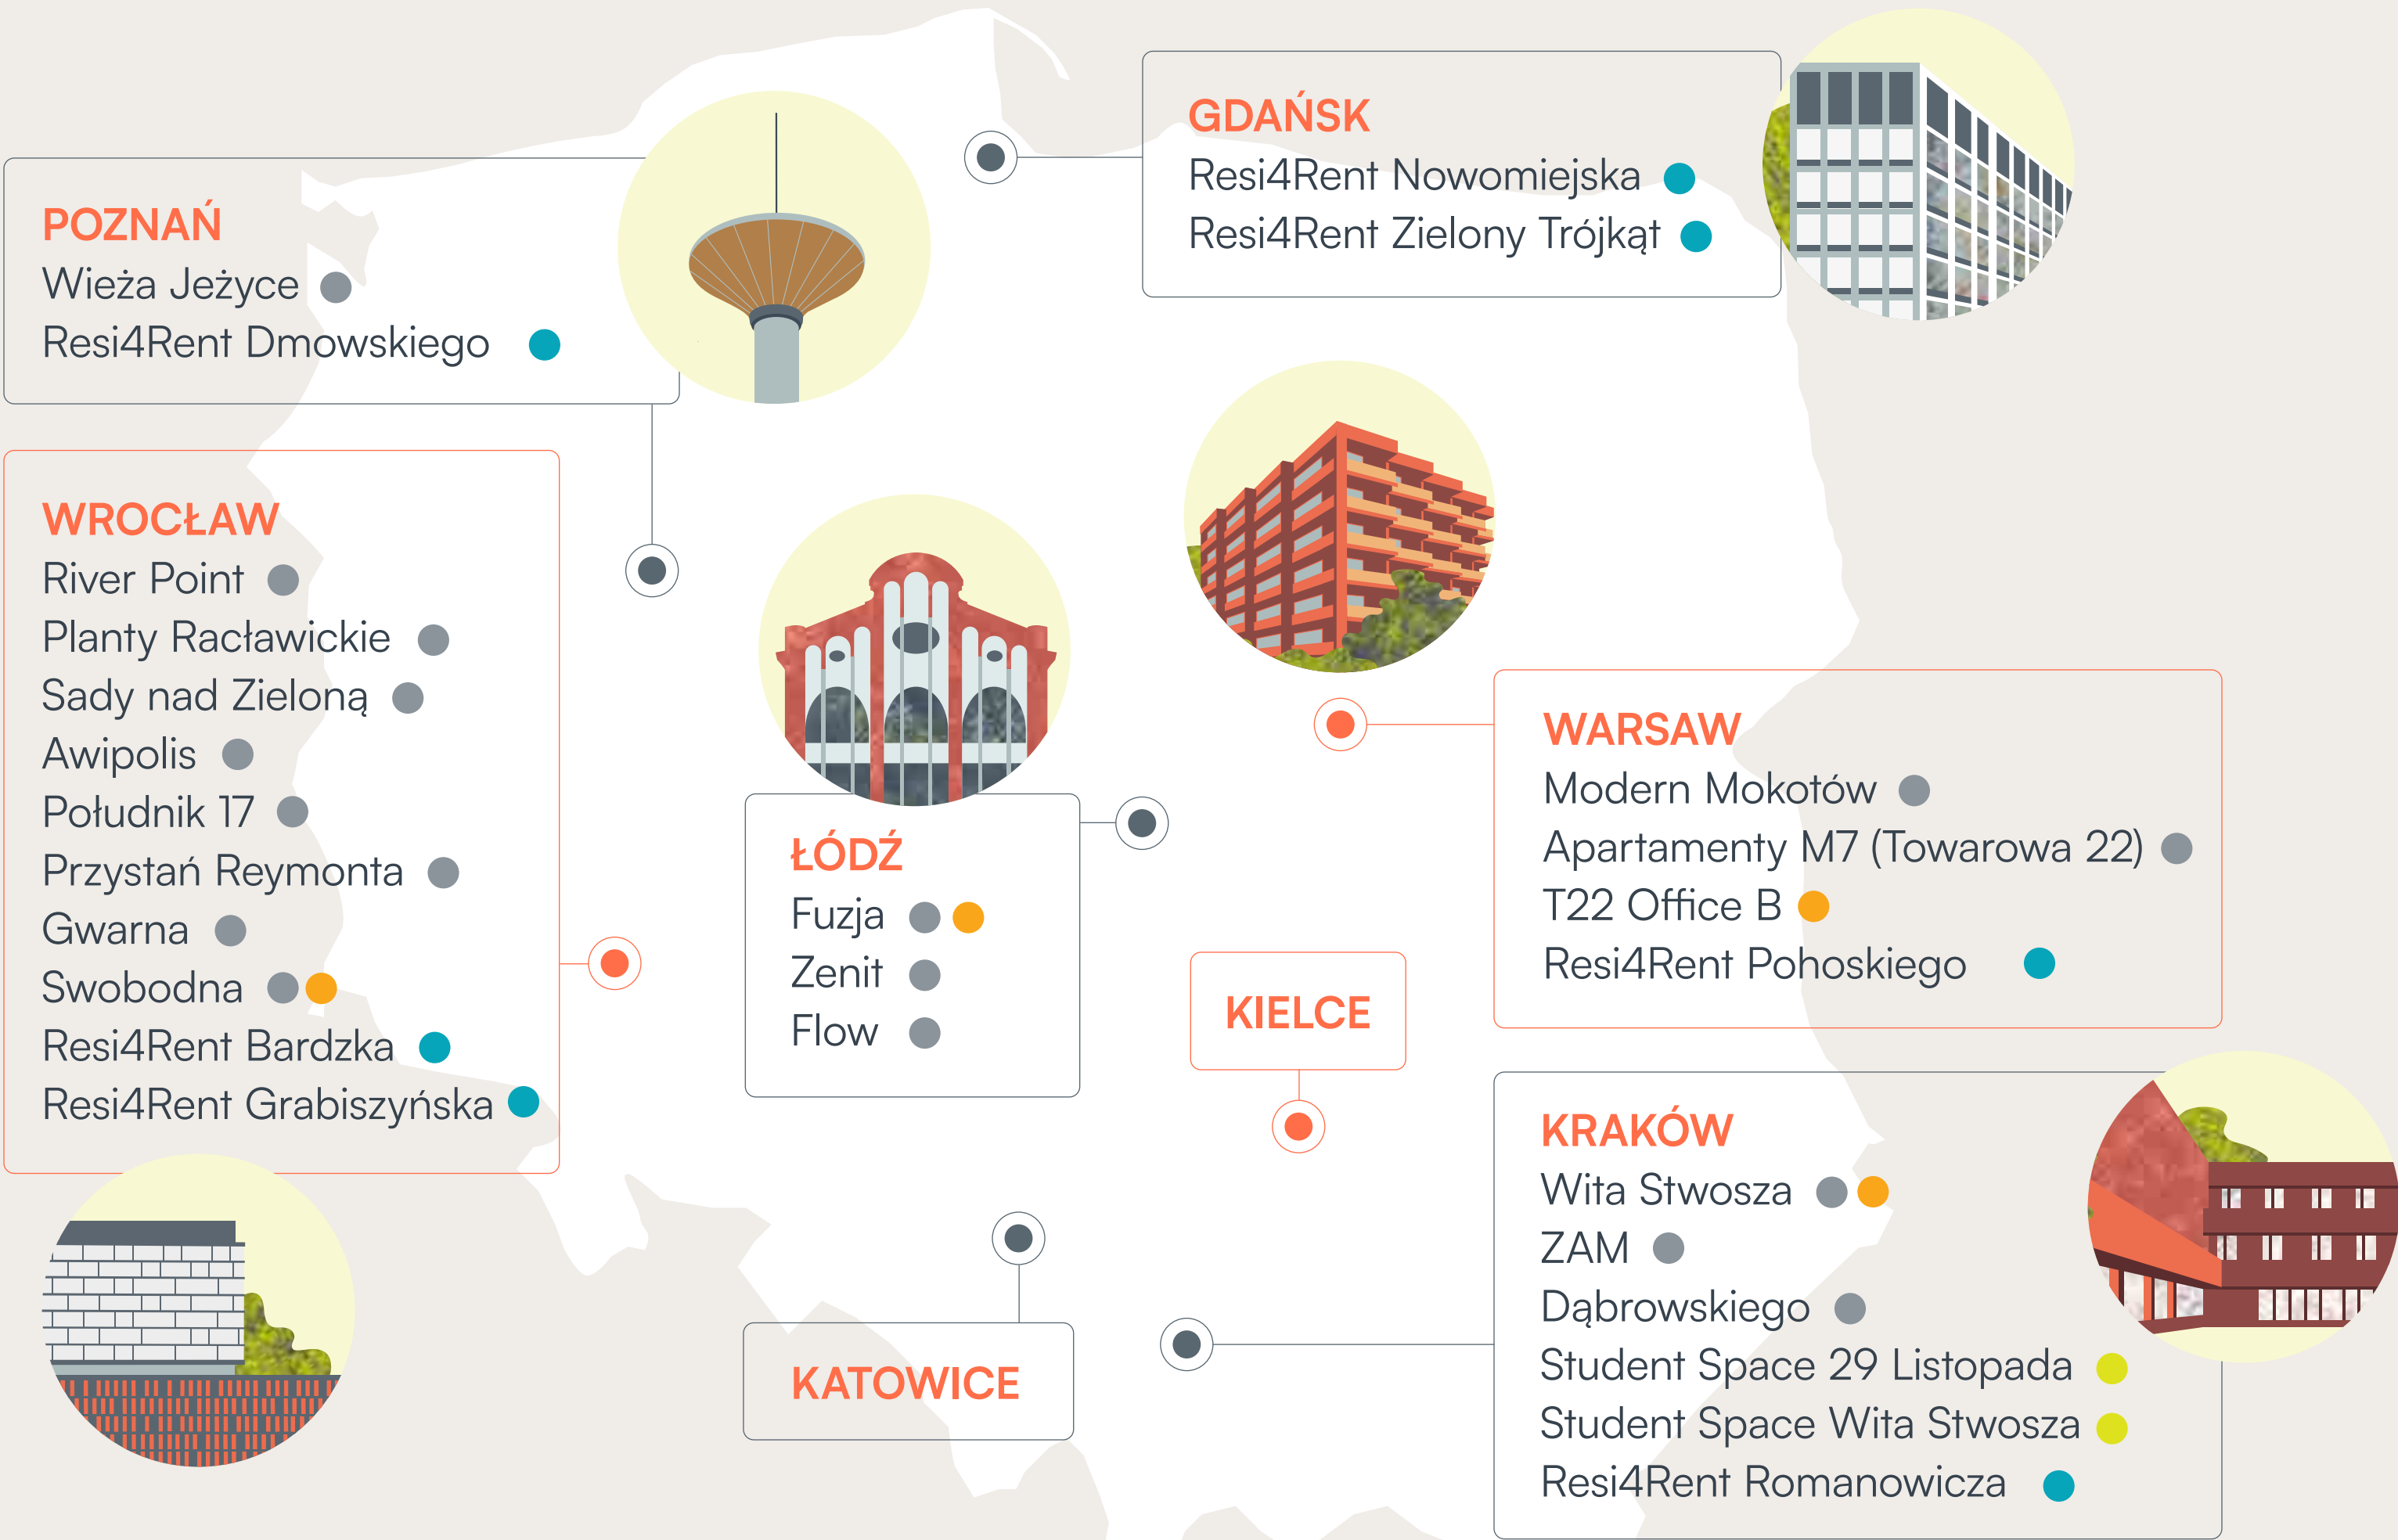 GDAŃSK
Resi4Rent Nowomiejska
Resi4Rent Zielony Trójkąt
POZNAŃ
Wieża Jeżyce
Resi4Rent Dmowskiego
WROCŁAW
River Point
Planty Racławickie
Sady nad Zieloną
Awipolis
Południk 17
Przystań Reymonta
Gwarna
Swobodna
Resi4Rent Bardzka
Resi4Rent Grabiszyńska
ŁÓDŹ
Fuzja
Zenit
Flow
WARSAW
Modern Mokotów
Apartamenty M7 (Towarowa 22)
T22 Office B
Resi4Rent Pohoskiego
KIELCE
KATOWICE
KRAKÓW
Wita Stwosza
ZAM
Dąbrowskiego
Student Space 29 Listopada
Student Space Wita Stwosza
Resi4Rent Romanowicza